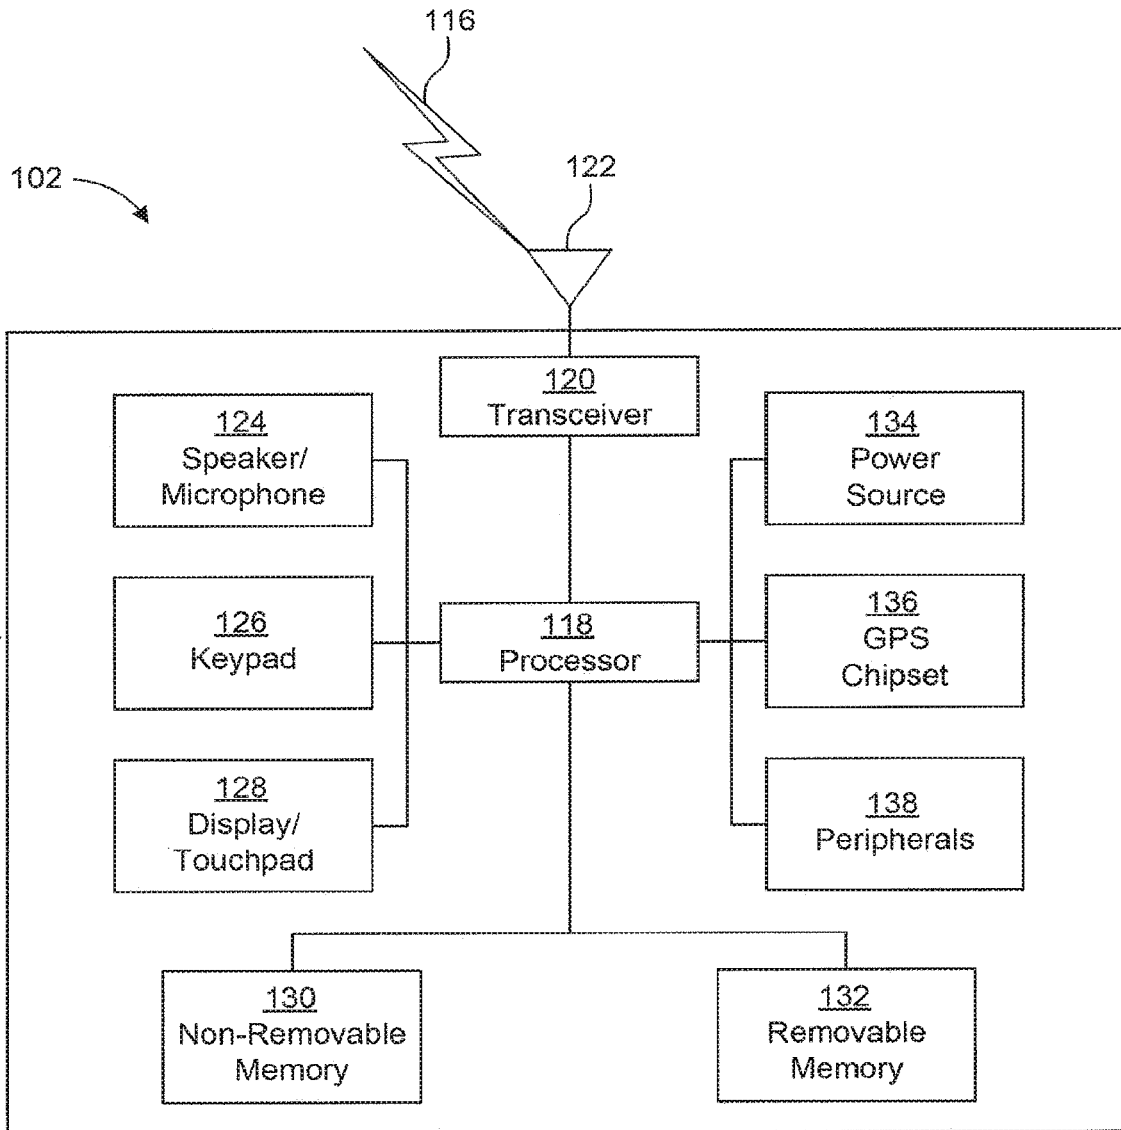 116
102
122
120
Transceiver
124
Speaker/
Microphone
134
Power
Source
126
Keypad
118
Processor
136
GPS
Chipset
128
Display/
Touchpad
138
Peripherals
130
Non-Removable
Memory
132
Removable
Memory